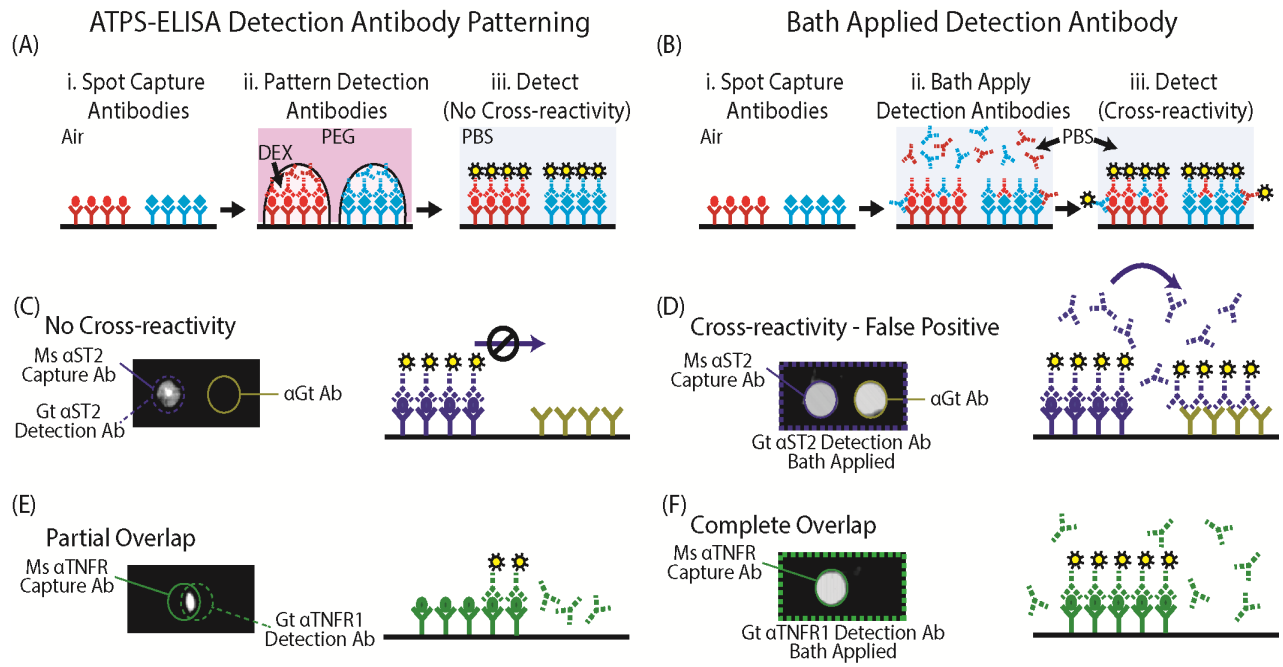 ATPS-ELISA Detection Antibody Patterning
(A)
i. Spot Capture
Antibodies
ii. Pattern Detection
Antibodies
iii. Detect
(No Cross-reactivity)
Air
PEG
DEX
PBS
Bath Applied Detection Antibody
(B)
i. Spot Capture
Antibodies
ii. Bath Apply
Detection Antibodies
iii. Detect
(Cross-reactivity)
Air
PBS
(C)
No Cross-reactivity
Ms αST2
Capture Ab
Gt αST2
Detection Ab
αGt Ab
(D)
Cross-reactivity - False Positive
Ms αST2
Capture Ab
αGt Ab
Gt αST2 Detection Ab
Bath Applied
(E)
Partial Overlap
Ms αTNFR
Capture Ab
Gt αTNFR1
Detection Ab
(F)
Complete Overlap
Ms αTNFR
Capture Ab
Gt αTNFR1 Detection Ab
Bath Applied